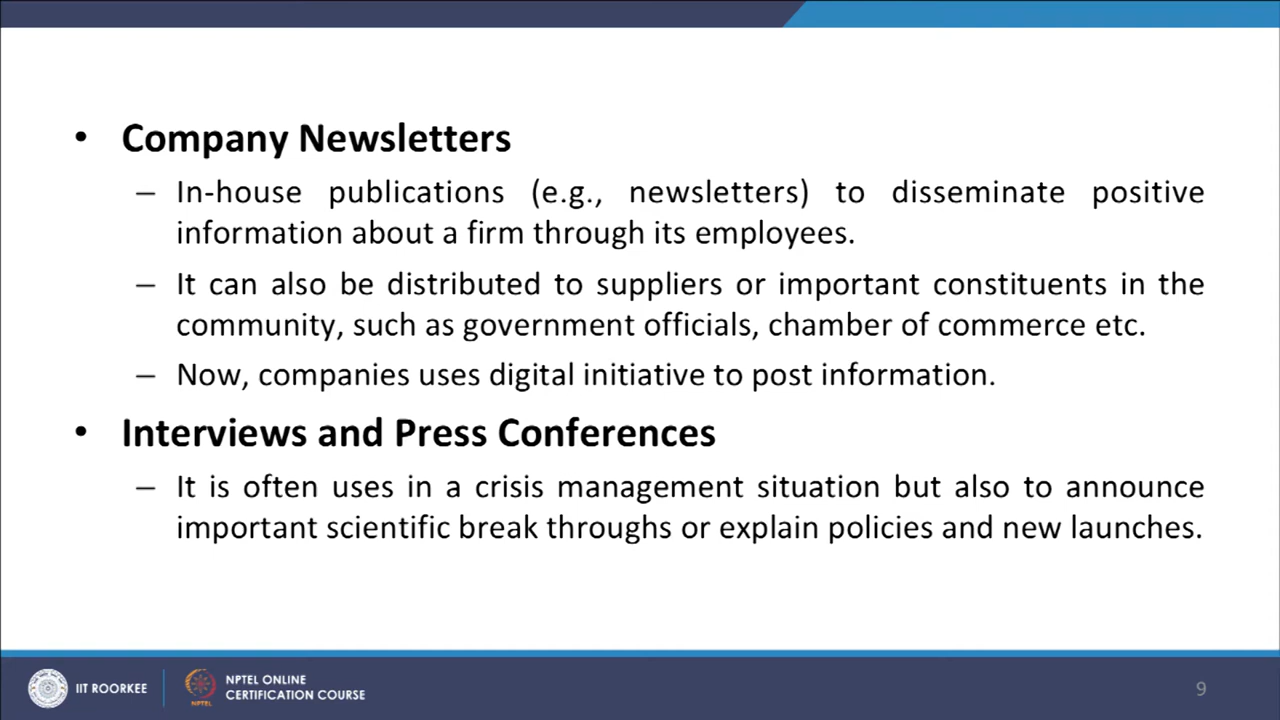 • Company Newsletters
– In-house publications (e.g., newsletters) to disseminate positive
information about a firm through its employees.
– It can also be distributed to suppliers or important constituents in the
community, such as government officials, chamber of commerce etc.
– Now, companies uses digital initiative to post information.
• Interviews and Press Conferences
– It is often uses in a crisis management situation but also to announce
important scientific break throughs or explain policies and new launches.
IIT ROORKEE
NPTEL
NPTEL ONLINE
CERTIFICATION COURSE
9